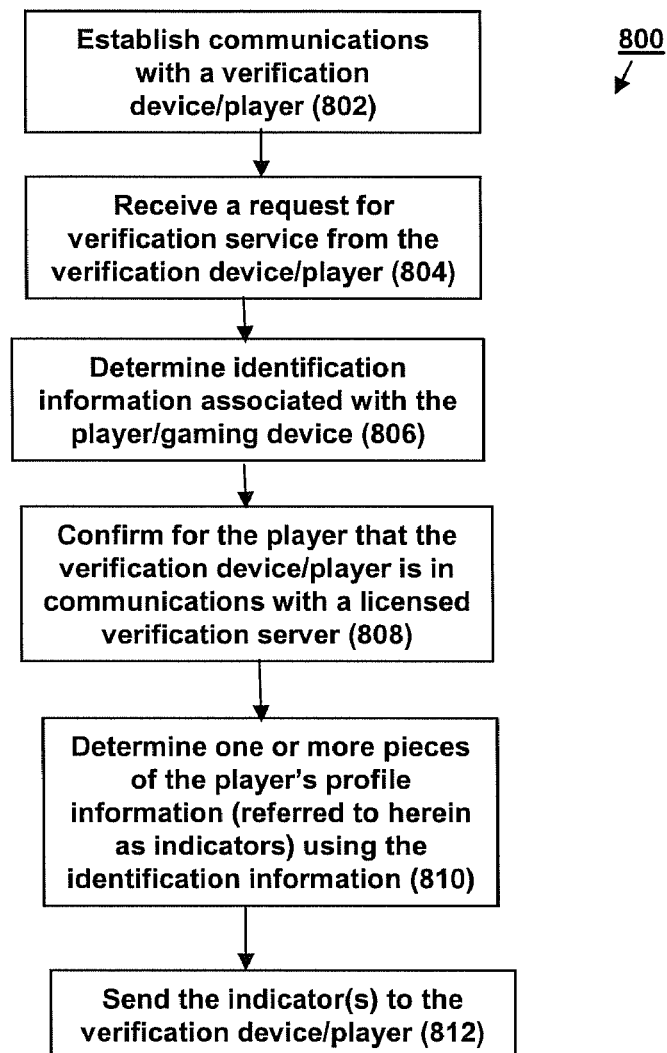 Establish communications
with a verification
device/player (802)
800
Receive a request for
verification service from the
verification device/player (804)
Determine identification
information associated with the
player/gaming device (806)
Confirm for the player that the
verification device/player is in
communications with a licensed
verification server (808)
Determine one or more pieces
of the player's profile
information (referred to herein
as indicators) using the
identification information (810)
Send the indicator(s) to the
verification device/player (812)